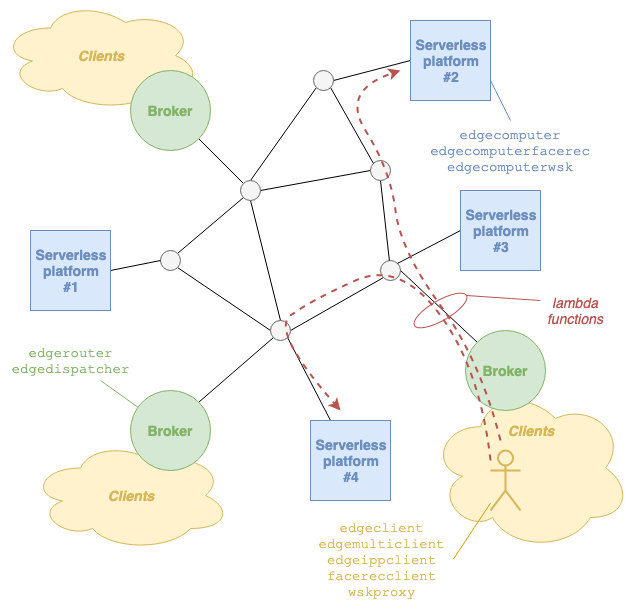 Clients
Broker
Serverless
platform
#2
edgecomputer
edgecomputerfacerec
edgecomputerwsk
Serverless
platform
#1
Serverless
platform
#3
lambda
functions
edgerouter
edgedispatcher
Broker
Clients
Broker
Clients
Serverless
platform
#4
edgeclient
edgemulticlient
edgeippclient
facerecclient
wskproxy